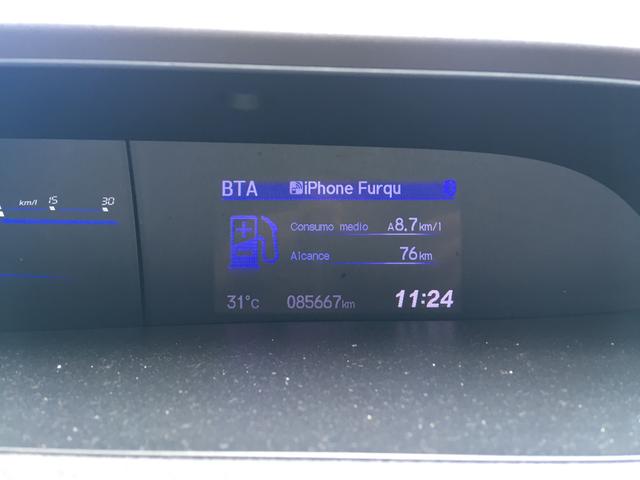 BTA iPhone Furqu
km/l 15 30
Consumo medio A8.7km/l
Alcance 76km
31°C 085667km 11:24